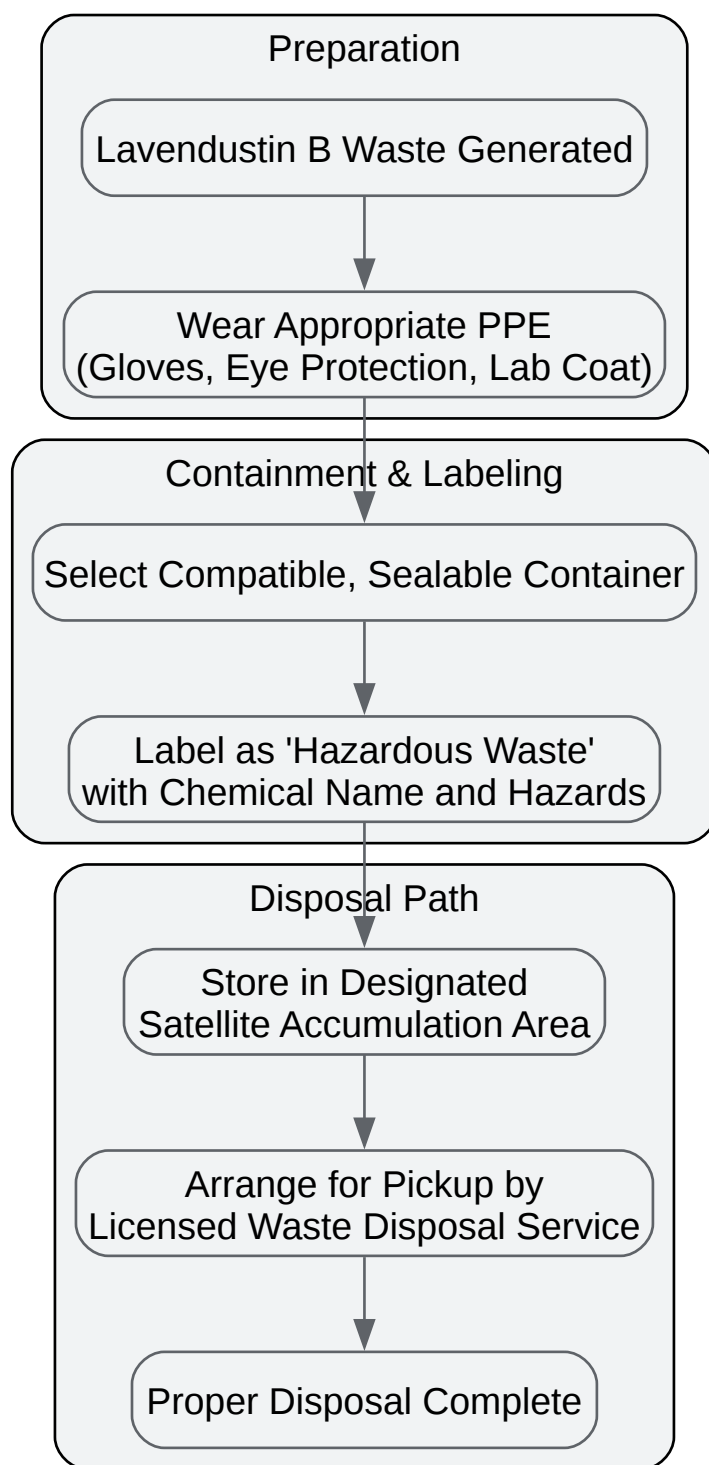 Preparation
Lavendustin B Waste Generated
Wear Appropriate PPE
(Gloves, Eye Protection, Lab Coat)
Containment & Labeling
Select Compatible, Sealable Container
Label as 'Hazardous Waste'
with Chemical Name and Hazards
Disposal Path
Store in Designated
Satellite Accumulation Area
Arrange for Pickup by
Licensed Waste Disposal Service
Proper Disposal Complete